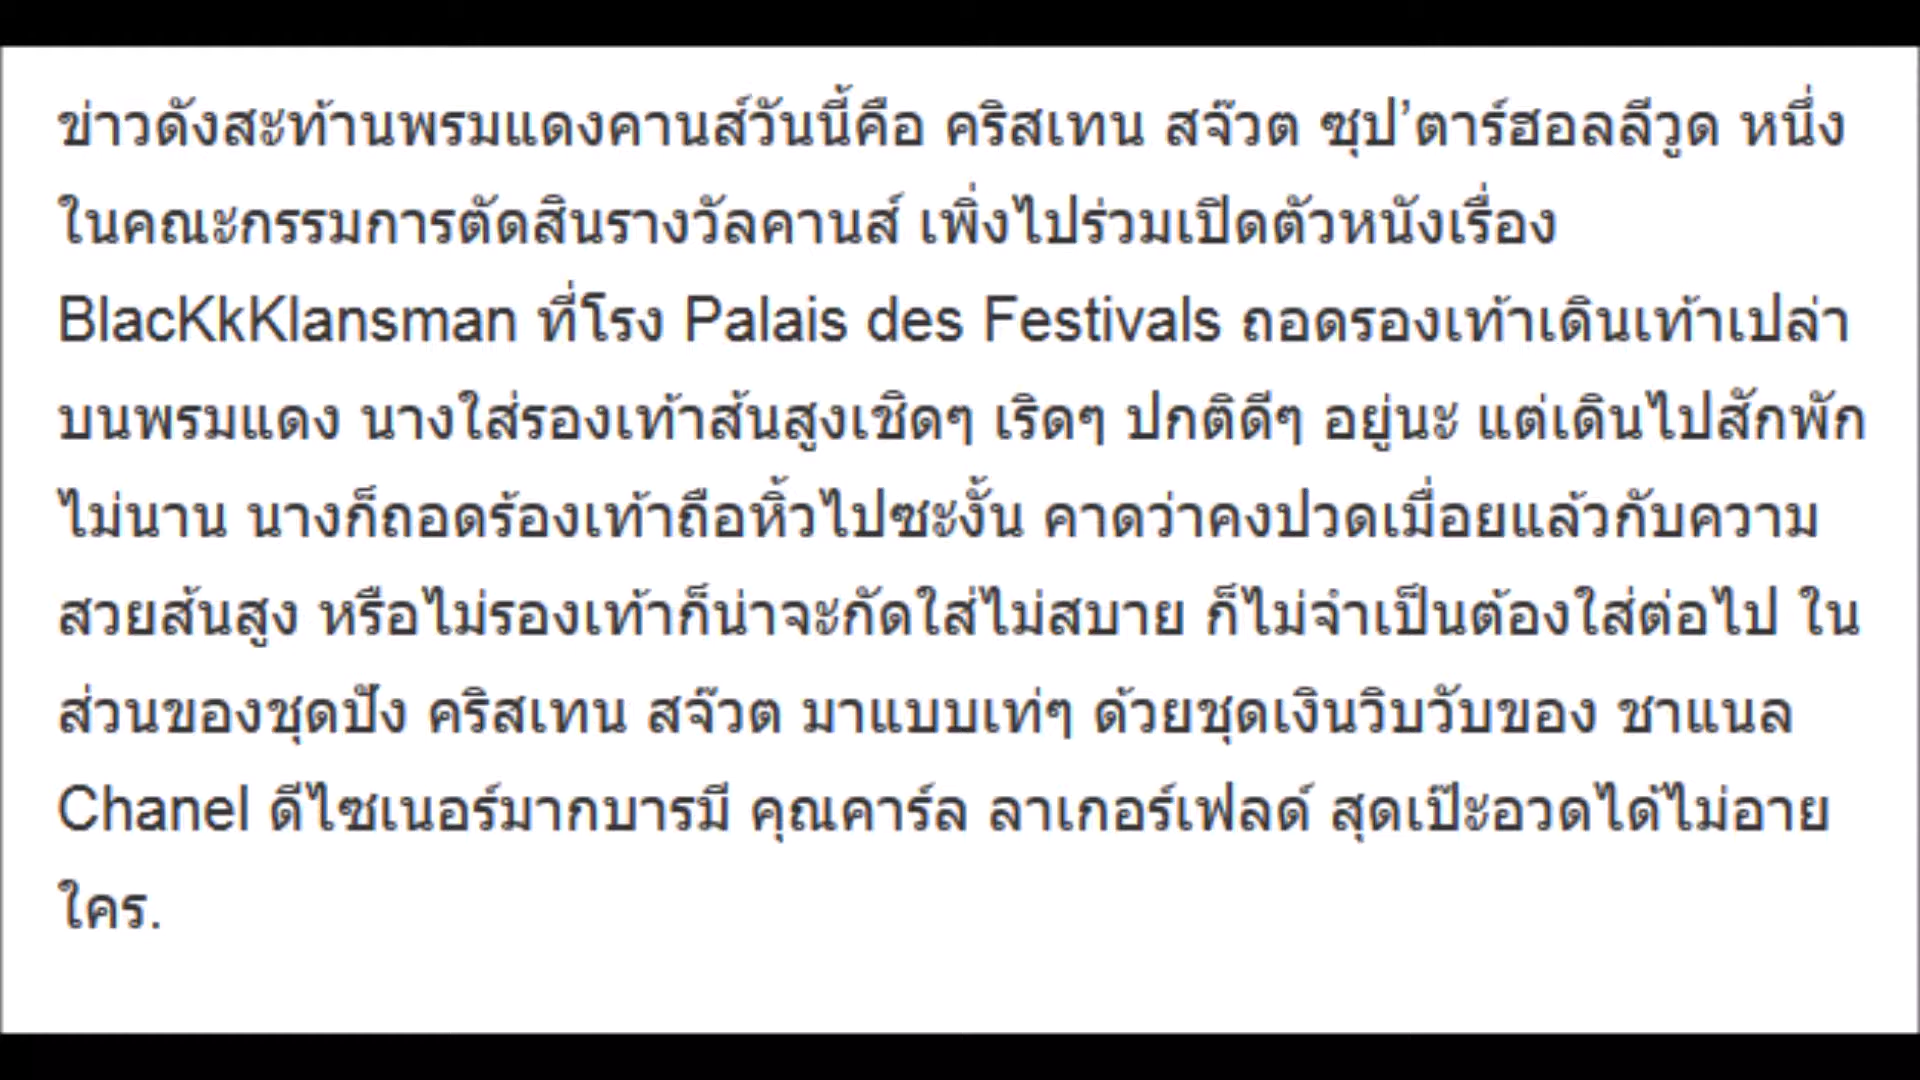 ข่าวดังสะท้านพรมแดงคานส์วันนี้คือ คริสเทน สจ๊วต ซุป’ตาร์ฮอลลีวูด หนึ่ง
ในคณะกรรมการตัดสินรางวัลคานส์ เพิ่งไปร่วมเปิดตัวหนังเรื่อง
BlacKkKlansman ที่โรง Palais des Festivals ถอดรองเท้าเดินเท้าเปล่า
บนพรมแดง นางใส่รองเท้าส้นสูงเชิดๆ เริดๆ ปกติดีๆ อยู่นะ แต่เดินไปสักพัก
ไม่นาน นางก็ถอดร้องเท้าถือหิ้วไปซะงั้น คาดว่าคงปวดเมื่อยแล้วกับความ
สวยส้นสูง หรือไม่รองเท้าก็น่าจะกัดใส่ไม่สบาย ก็ไม่จำเป็นต้องใส่ต่อไป ใน
ส่วนของชุดปัง คริสเทน สจ๊วต มาแบบเท่ๆ ด้วยชุดเงินวิบวับของ ชาแนล
Chanel ดีไซเนอร์มากบารมี คุณคาร์ล ลาเกอร์เฟลด์ สุดเป๊ะอวดได้ไม่อาย
ใคร.